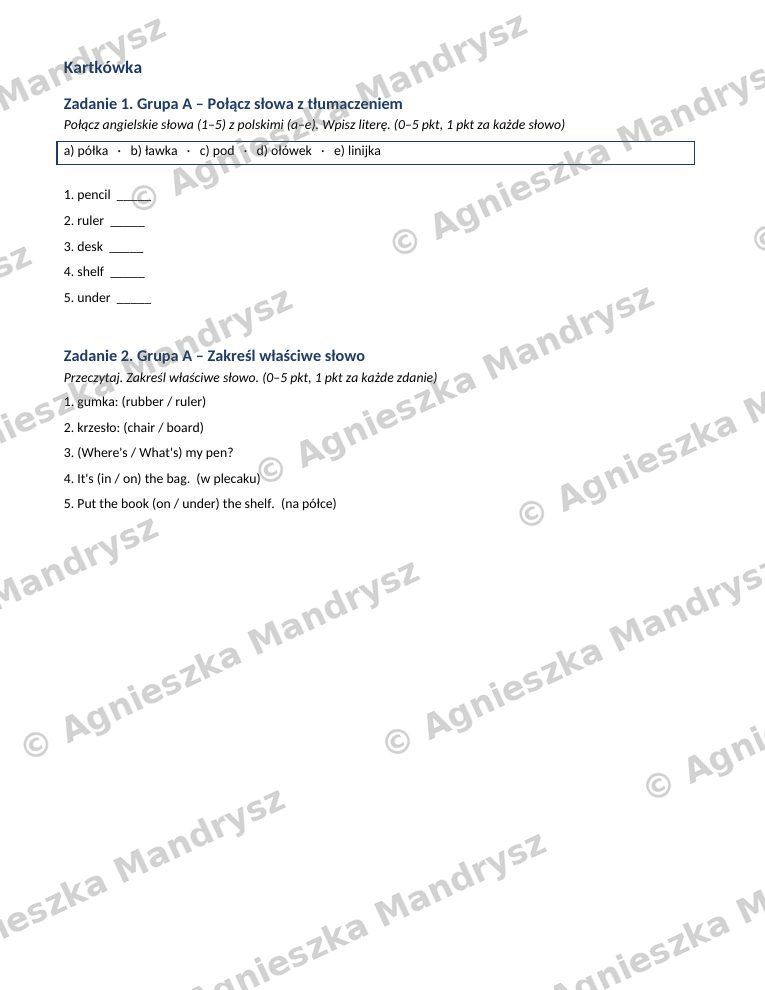 Kartkówka
Zadanie 1. Grupa A – Połącz słowa z tłumaczeniem
Połącz angielskie słowa (1–5) z polskimi (a–e). Wpisz literę. (0–5 pkt, 1 pkt za każde słowo)
a) półka · b) ławka · c) pod · d) ołówek · e) linijka
1. pencil _____
2. ruler _____
3. desk _____
4. shelf _____
5. under _____
Zadanie 2. Grupa A – Zakreśl właściwe słowo
Przeczytaj. Zakreśl właściwe słowo. (0–5 pkt, 1 pkt za każde zdanie)
1. gumka: (rubber / ruler)
2. krzesło: (chair / board)
3. (Where's / What's) my pen?
4. It's (in / on) the bag. (w plecaku)
5. Put the book (on / under) the shelf. (na półce)
© Agnieszka Mandrysz